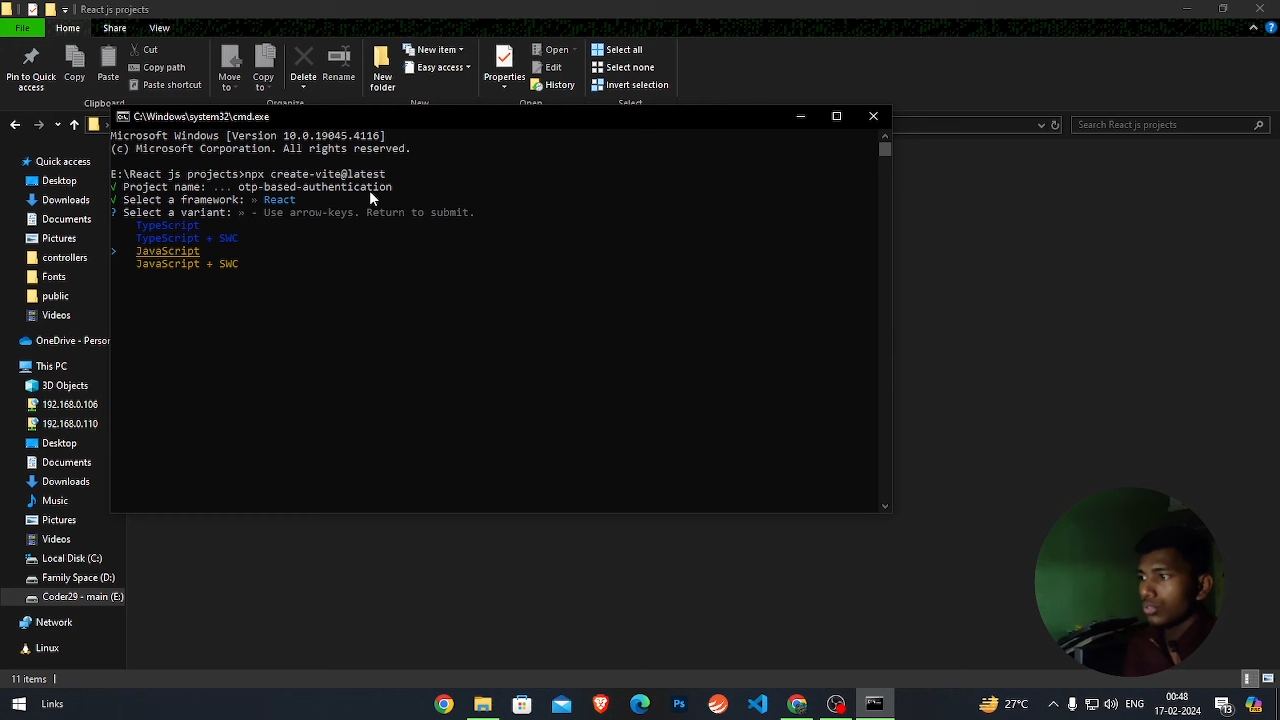 React js projects
File
Home
Share
View
Pin to Quick access
Copy
Paste
Cut
Copy path
Paste shortcut
Move to
Copy to
Delete
Rename
New folder
New item
Easy access
Properties
Open
Edit
History
Select all
Select none
Invert selection
Clipboard
Organize
New
Open
Select
Search React js projects
C:\Windows\system32\cmd.exe
Microsoft Windows [Version 10.0.19045.4116]
(c) Microsoft Corporation. All rights reserved.
E:\React js projects>npx create-vite@latest
√ Project name: ... otp-based-authentication
√ Select a framework: » React
? Select a variant: » - Use arrow-keys. Return to submit.
TypeScript
TypeScript + SWC
> JavaScript
JavaScript + SWC
Quick access
Desktop
Downloads
Documents
Pictures
controllers
Fonts
public
Videos
OneDrive - Person
This PC
3D Objects
192.168.0.106
192.168.0.110
Desktop
Documents
Downloads
Music
Pictures
Videos
Local Disk (C:)
Family Space (D:)
Coder29 - main (E:)
Network
Linux
11 items
Links
27°C
ENG
00:48
17-02-2024